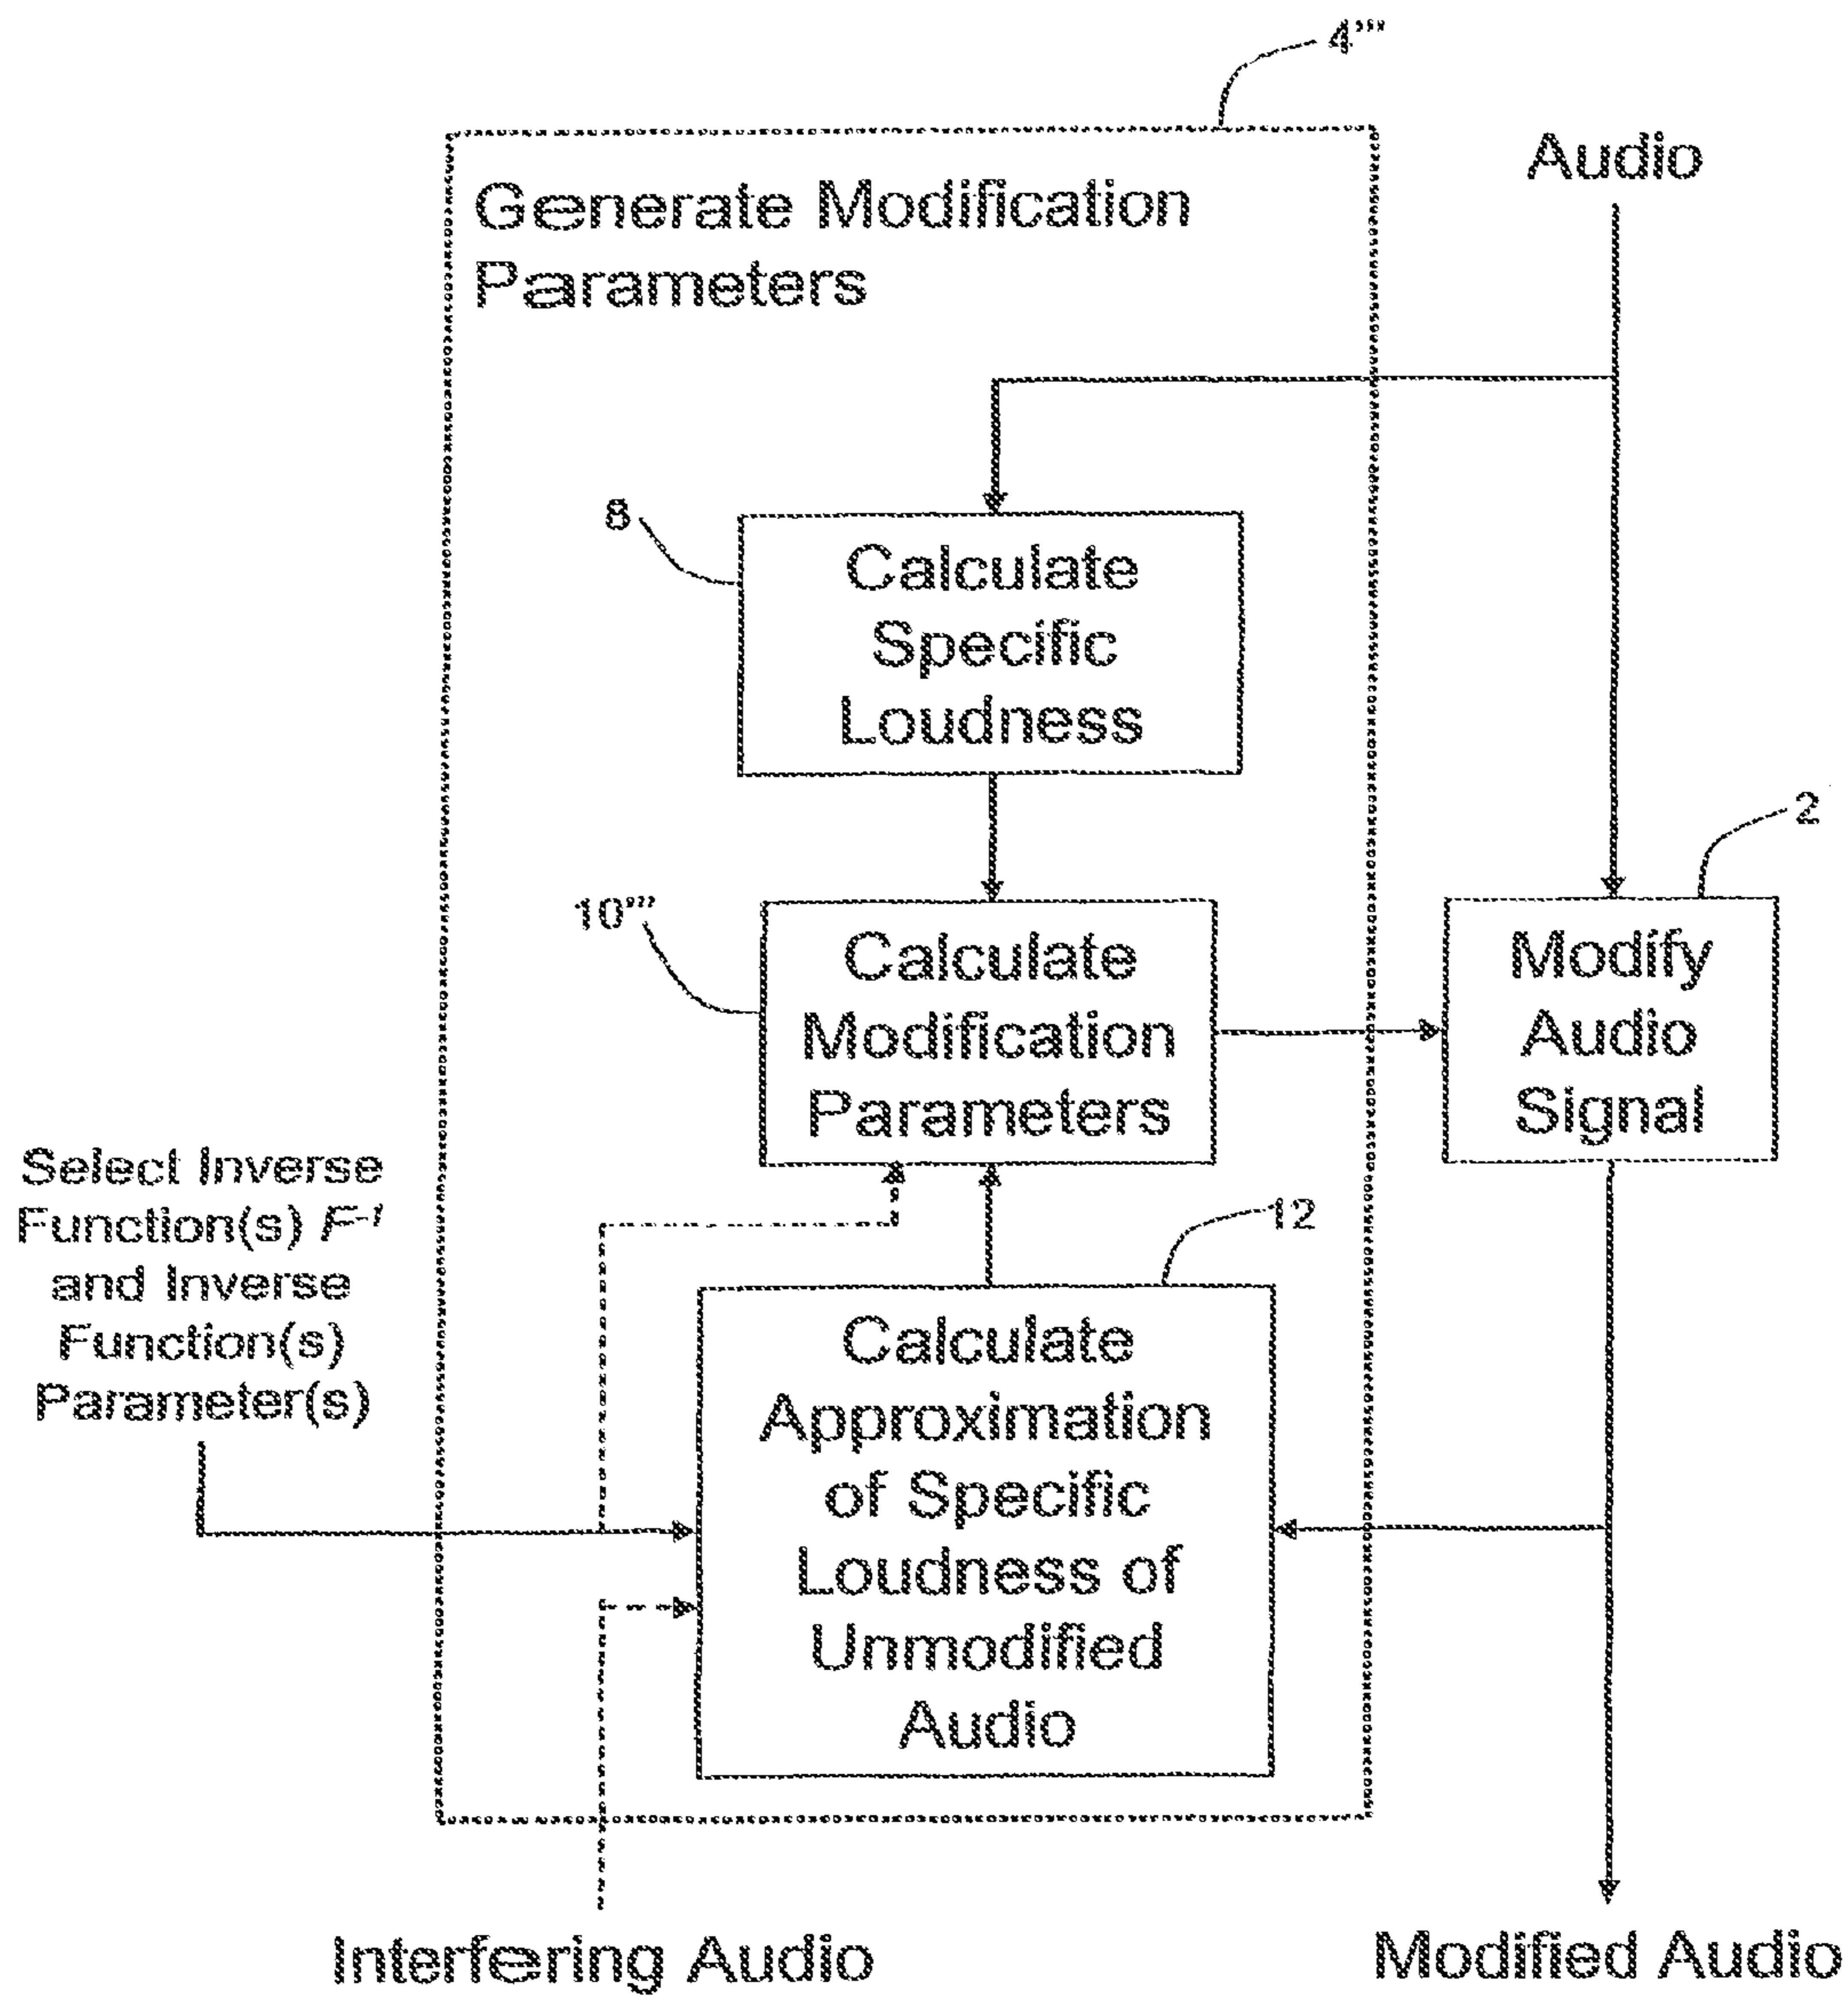 4'''
Audio
Generate Modification
Parameters
8
Calculate
Specific
Loudness
2
10'''
Calculate
Modification
Parameters
Modify
Audio
Signal
Select Inverse
Function(s) F⁻¹
and Inverse
Function(s)
Parameter(s)
12
Calculate
Approximation
of Specific
Loudness of
Unmodified
Audio
Interfering Audio
Modified Audio